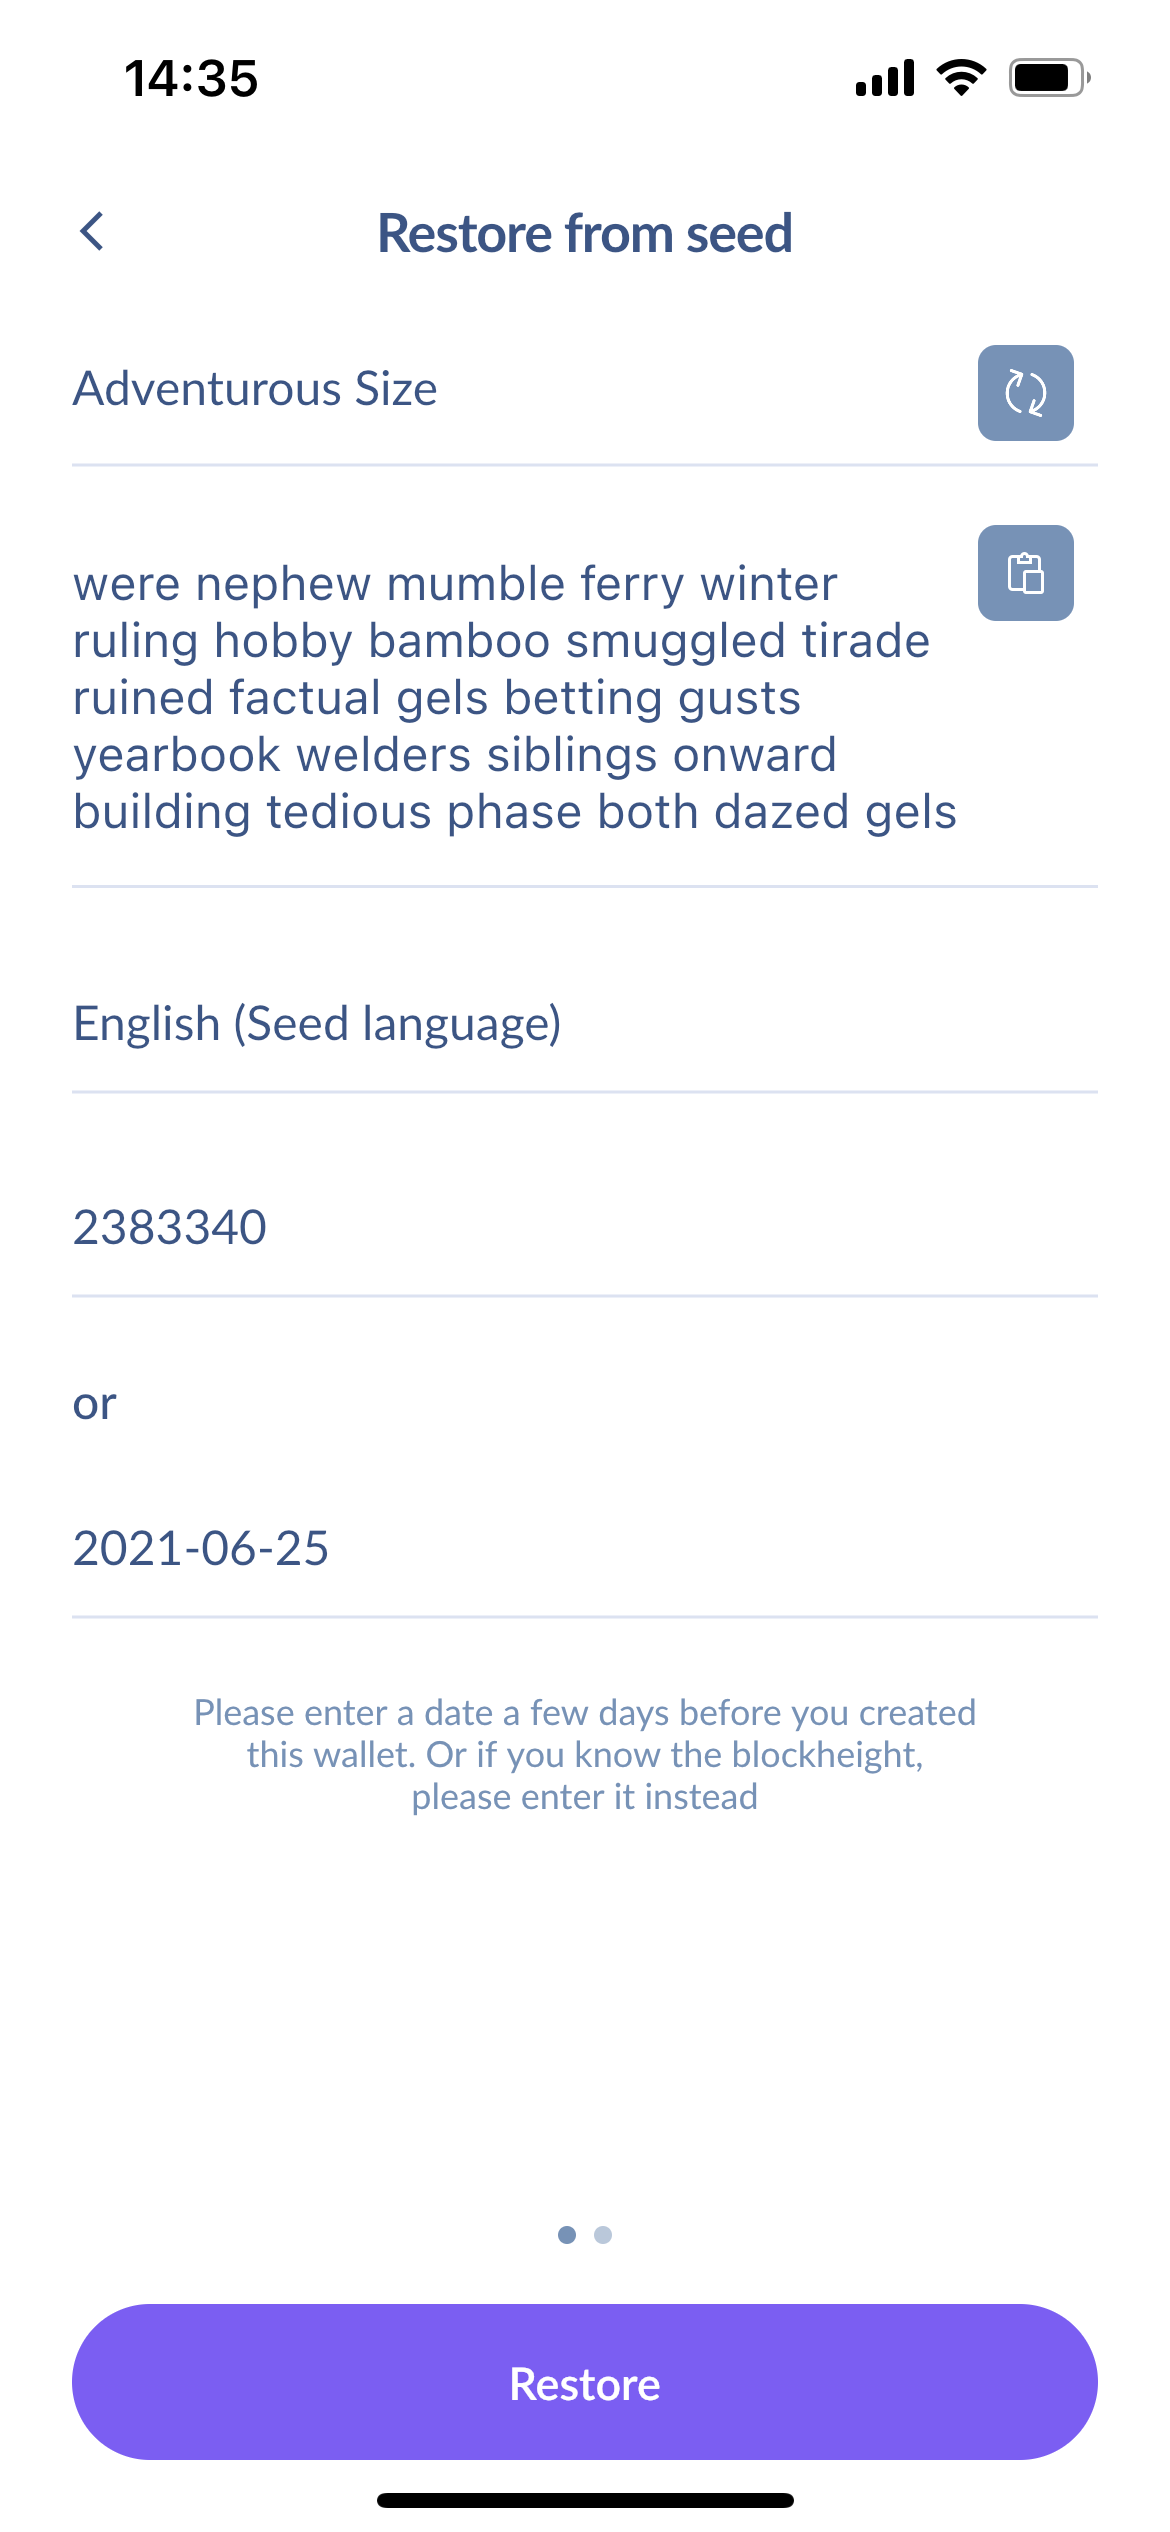 14:35
Restore from seed
Adventurous Size
were nephew mumble ferry winter
ruling hobby bamboo smuggled tirade
ruined factual gels betting gusts
yearbook welders siblings onward
building tedious phase both dazed gels
English (Seed language)
2383340
or
2021-06-25
Please enter a date a few days before you created
this wallet. Or if you know the blockheight,
please enter it instead
Restore